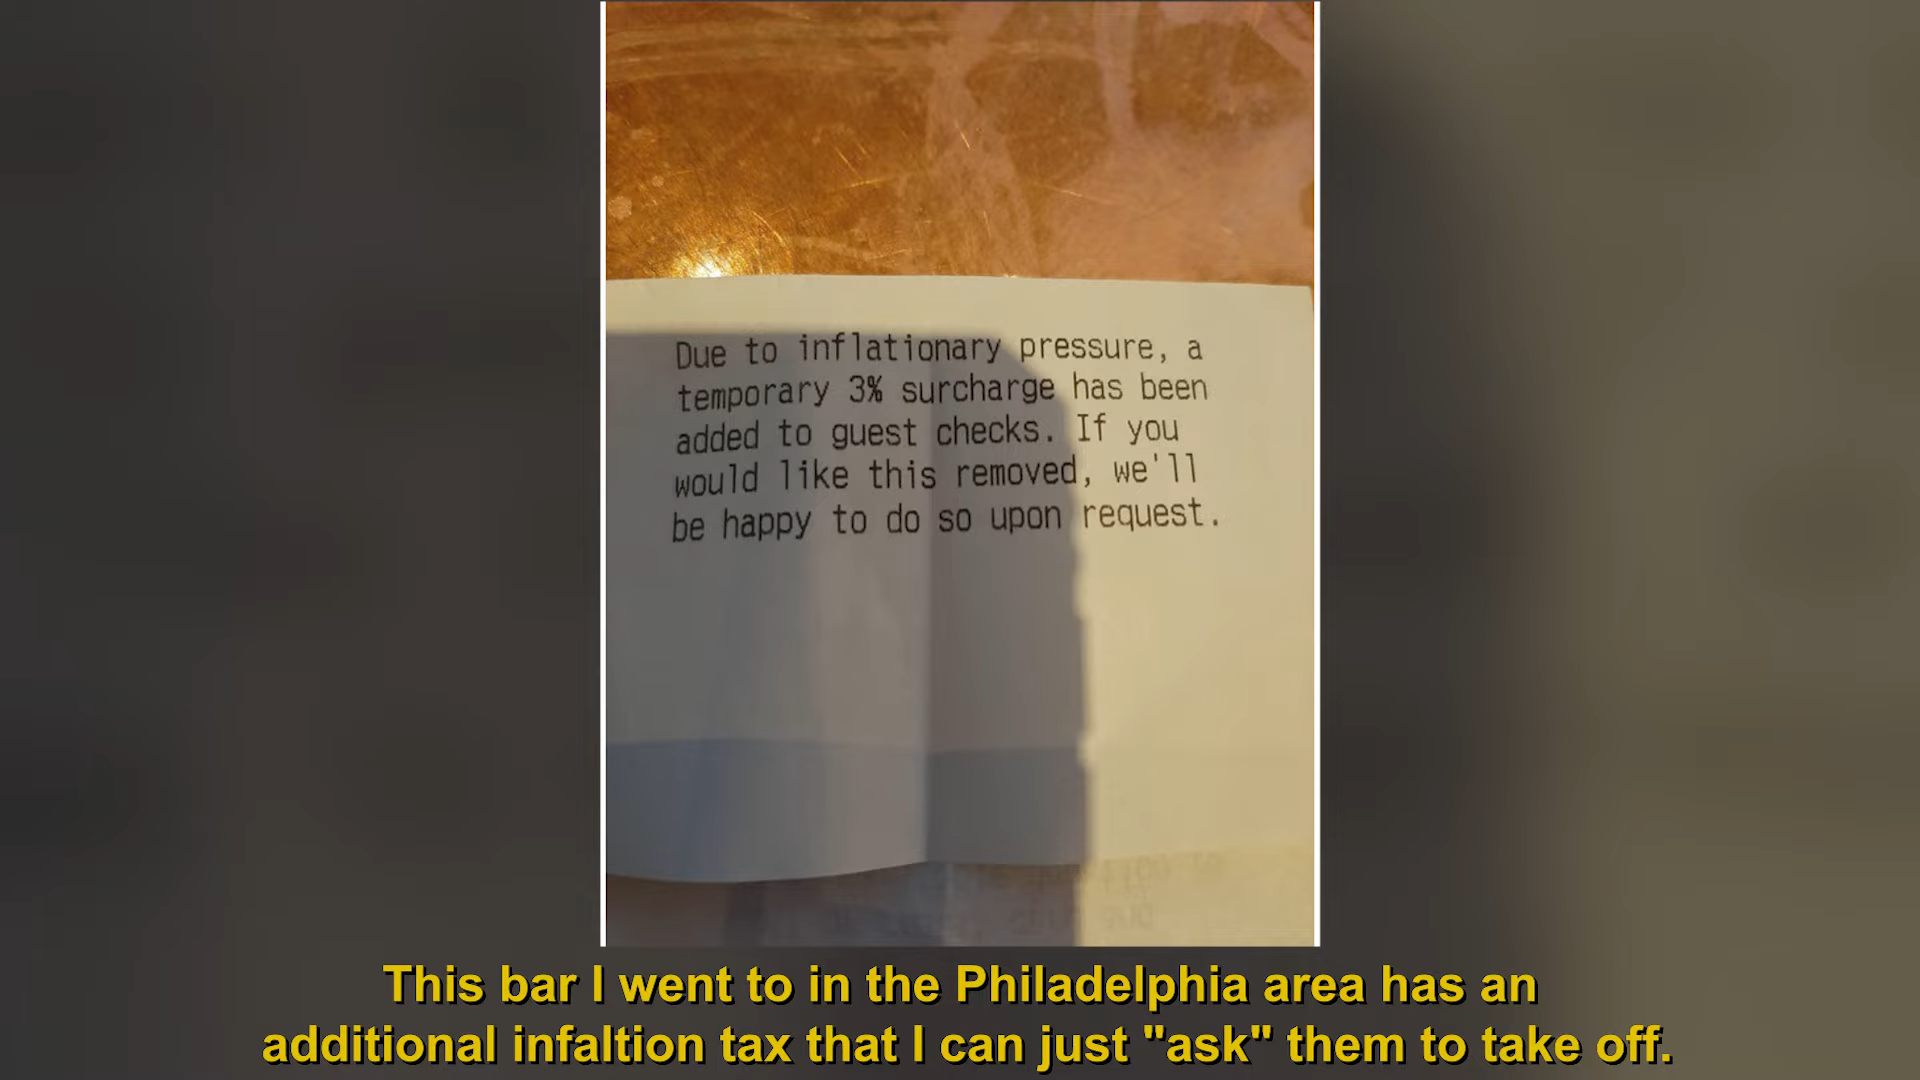 Due to inflationary pressure, a
temporary 3% surcharge has been
added to guest checks. If you
would like this removed, we'll
be happy to do so upon request.
This bar I went to in the Philadelphia area has an
additional infaltion tax that I can just "ask" them to take off.